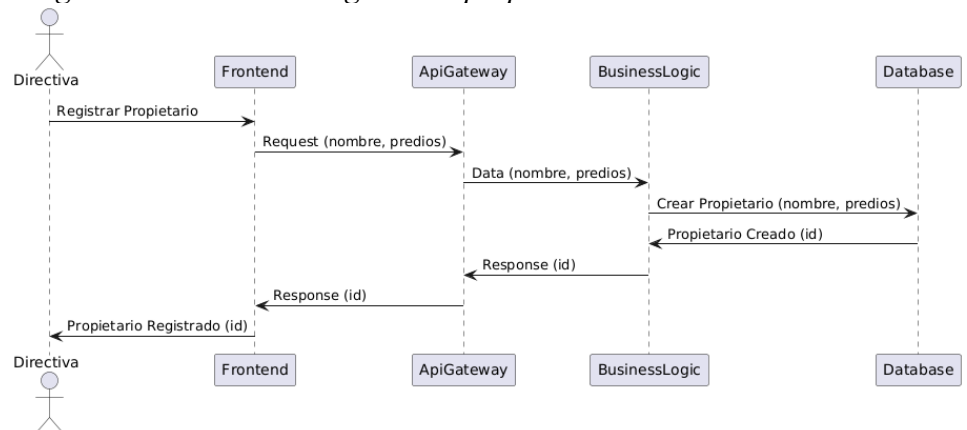 Directiva
Frontend
ApiGateway
BusinessLogic
Database
Registrar Propietario
Request (nombre, predios)
Data (nombre, predios)
Crear Propietario (nombre, predios)
Propietario Creado (id)
Response (id)
Response (id)
Propietario Registrado (id)
Directiva
Frontend
ApiGateway
BusinessLogic
Database